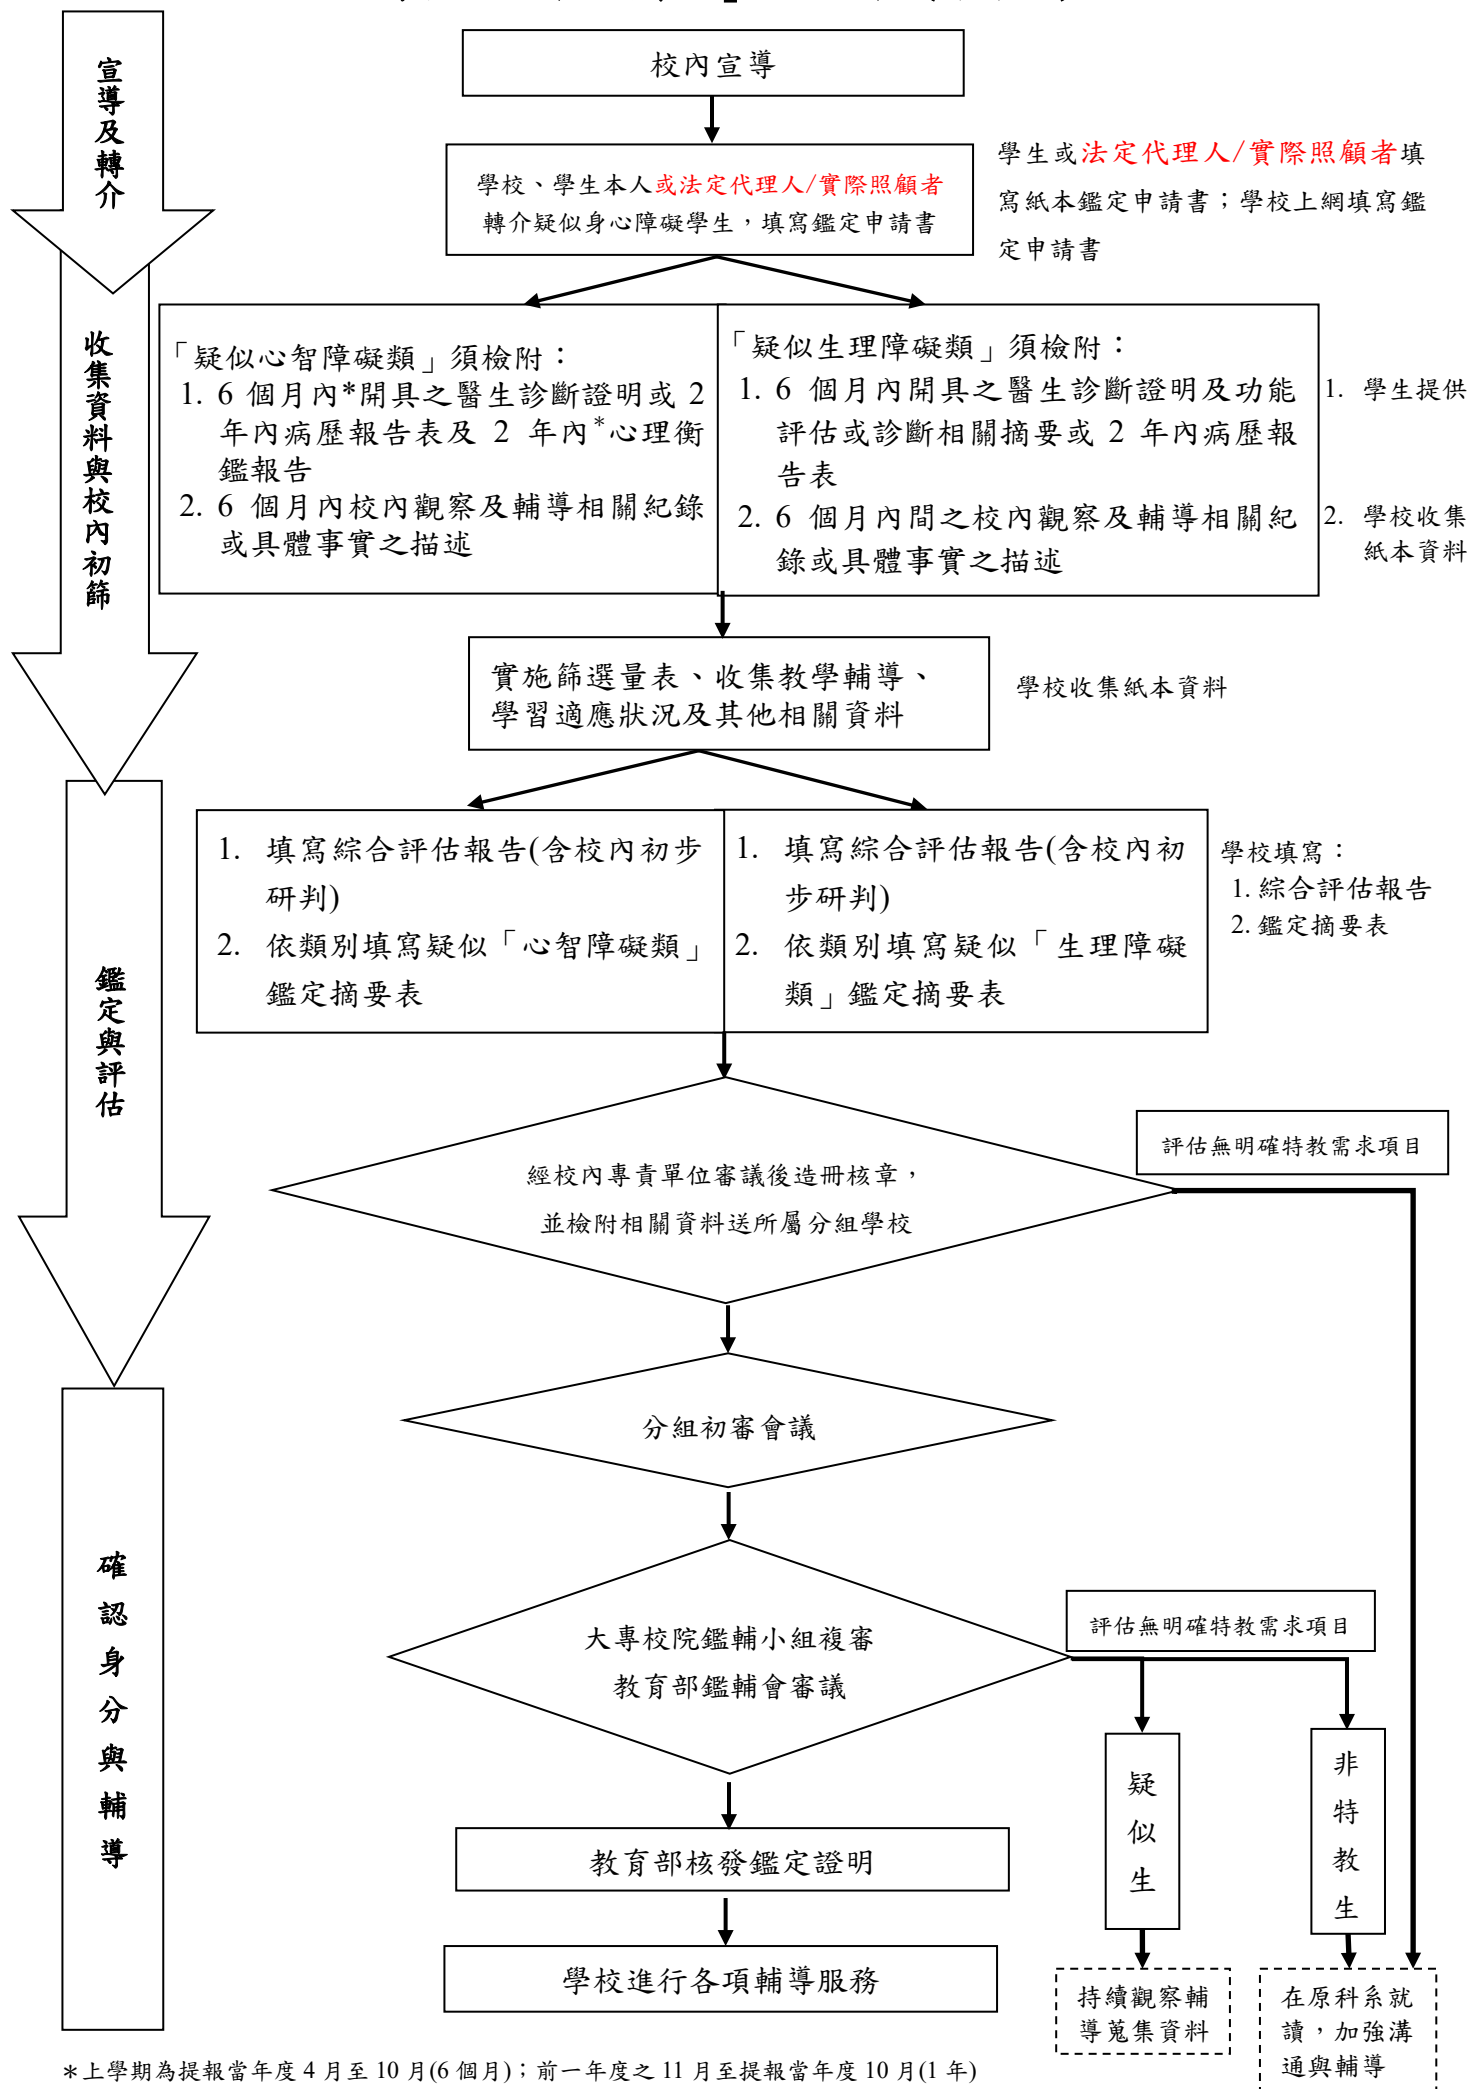 宣導及轉介
校內宣導
學校、學生本人或法定代理人/實際照顧者
轉介疑似身心障礙學生，填寫鑑定申請書
學生或法定代理人/實際照顧者填
寫紙本鑑定申請書；學校上網填寫鑑
定申請書
收集資料與校內初篩
「疑似心智障礙類」須檢附：
1. 6 個月內*開具之醫生診斷證明或 2
年內病歷報告表及 2 年內*心理衡
鑑報告
2. 6 個月內校內觀察及輔導相關紀錄
或具體事實之描述
「疑似生理障礙類」須檢附：
1. 6 個月內開具之醫生診斷證明及功能
評估或診斷相關摘要或 2 年內病歷報
告表
2. 6 個月內間之校內觀察及輔導相關紀
錄或具體事實之描述
1. 學生提供
2. 學校收集
紙本資料
實施篩選量表、收集教學輔導、
學習適應狀況及其他相關資料
學校收集紙本資料
鑑定與評估
1. 填寫綜合評估報告(含校內初步
研判)
2. 依類別填寫疑似「心智障礙類」
鑑定摘要表
1. 填寫綜合評估報告(含校內初
步研判)
2. 依類別填寫疑似「生理障礙
類」鑑定摘要表
學校填寫：
1. 綜合評估報告
2. 鑑定摘要表
經校內專責單位審議後造冊核章，
並檢附相關資料送所屬分組學校
評估無明確特教需求項目
分組初審會議
確認身分與輔導
大專校院鑑輔小組複審
教育部鑑輔會審議
評估無明確特教需求項目
疑似生
非特教生
教育部核發鑑定證明
學校進行各項輔導服務
持續觀察輔
導蒐集資料
在原科系就
讀，加強溝
通與輔導
*上學期為提報當年度 4 月至 10 月(6 個月)；前一年度之 11 月至提報當年度 10 月(1 年)